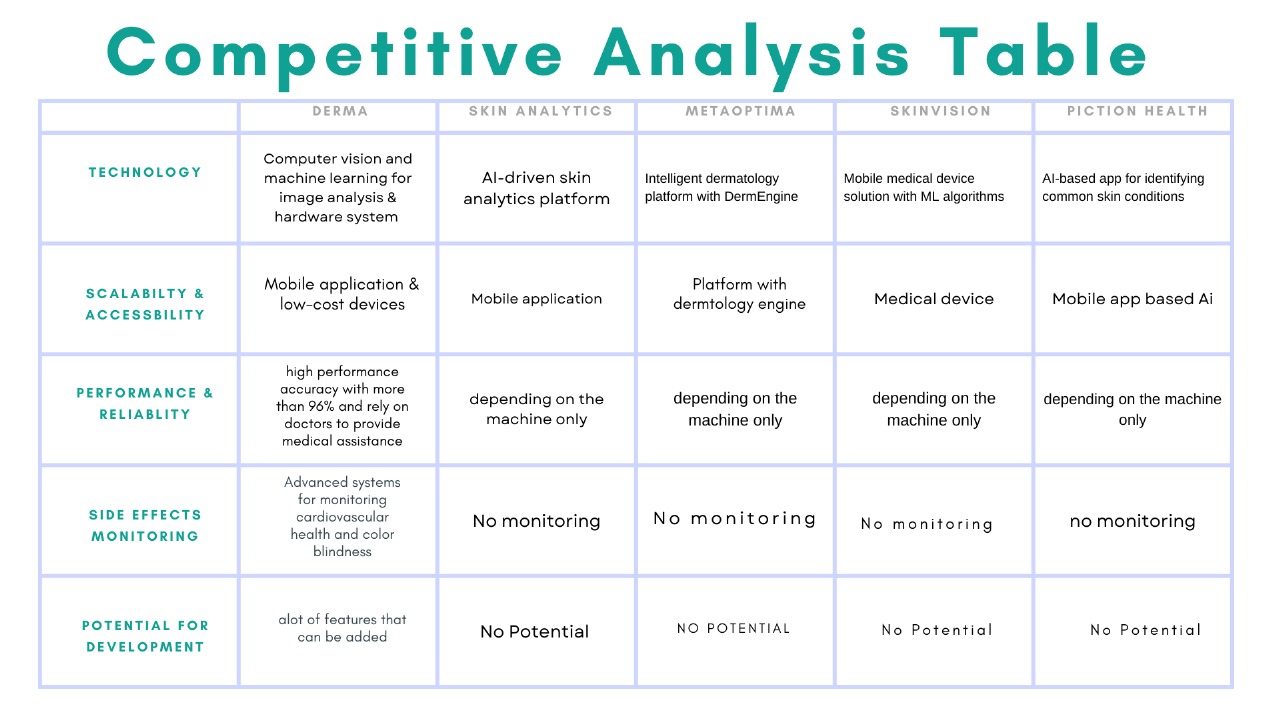 Competitive Analysis Table
DERMA
SKIN ANALYTICS
METAOPTIMA
SKINVISION
PICTION HEALTH
TECHNOLOGY
Computer vision and
machine learning for
image analysis &
hardware system
AI-driven skin
analytics platform
Intelligent dermatology
platform with DermEngine
Mobile medical device
solution with ML algorithms
AI-based app for identifying
common skin conditions
SCALABILTY &
ACCESSBILITY
Mobile application &
low-cost devices
Mobile application
Platform with
dermtology engine
Medical device
Mobile app based Ai
PERFORMANCE &
RELIABLITY
high performance
accuracy with more
than 96% and rely on
doctors to provide
medical assistance
depending on the
machine only
depending on the
machine only
depending on the
machine only
depending on the machine
only
SIDE EFFECTS
MONITORING
Advanced systems
for monitoring
cardiovascular
health and color
blindness
No monitoring
No monitoring
No monitoring
no monitoring
POTENTIAL FOR
DEVELOPMENT
alot of features that
can be added
No Potential
NO POTENTIAL
No Potential
No Potential